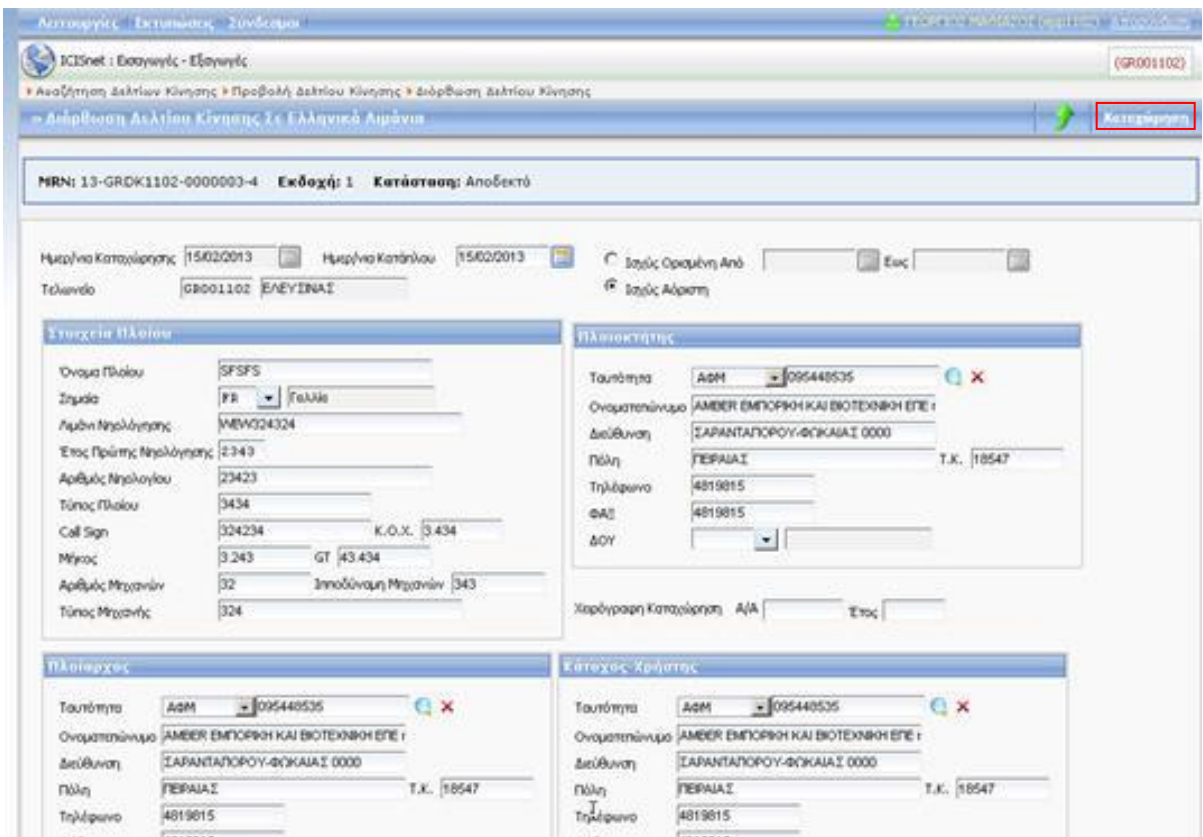 Λειτουργίες Εκτυπώσεις Σύνδεσμοι
ICISnet : Εισαγωγές - Εξαγωγές
(GR001102)
Αναζήτηση Δελτίων Κίνησης Προβολή Δελτίου Κίνησης Διόρθωση Δελτίου Κίνησης
Διόρθωση Δελτίου Κίνησης Σε Ελληνικά Λιμάνια Καταχώρηση
MRN: 13-GRDK1102-0000003-4 Εκδοχή: 1 Κατάσταση: Αποδεκτό
Ημερ/νια Καταχώρησης 15/02/2013 Ημερ/νια Κατάπλου 15/02/2013 Ισχύς Ορισμένη Από Εως
Τελωνείο GR001102 ΕΛΕΥΣΙΝΑΣ Ισχύς Αόριστη
Στοιχεία Πλοίου
Όνομα Πλοίου SFSFS
Σημαία FR Γαλλία
Λιμάνι Νηολόγησης WEW324324
Έτος Πρώτης Νηολόγησης 2343
Αριθμός Νηολογίου 23423
Τύπος Πλοίου 3434
Call Sign 324234 Κ.Ο.Χ. 3.434
Μήκος 3.243 GT 43.434
Αριθμός Μηχανών 32 Ιπποδύναμη Μηχανών 343
Τύπος Μηχανής 324
Πλοιοκτήτης
Ταυτότητα ΑΦΜ 095448535
Ονοματεπώνυμο AMBER ΕΜΠΟΡΙΚΗ ΚΑΙ ΒΙΟΤΕΧΝΙΚΗ ΕΠΕ
Διεύθυνση ΣΑΡΑΝΤΑΠΟΡΟΥ-ΦΩΚΑΙΑΣ 0000
Πόλη ΠΕΙΡΑΙΑΣ Τ.Κ. 18547
Τηλέφωνο 4819815
ΦΑΞ 4819815
ΔΟΥ
Χειρόγραφη Καταχώρηση Α/Α Έτος
Πλοίαρχος
Ταυτότητα ΑΦΜ 095448535
Ονοματεπώνυμο AMBER ΕΜΠΟΡΙΚΗ ΚΑΙ ΒΙΟΤΕΧΝΙΚΗ ΕΠΕ
Διεύθυνση ΣΑΡΑΝΤΑΠΟΡΟΥ-ΦΩΚΑΙΑΣ 0000
Πόλη ΠΕΙΡΑΙΑΣ Τ.Κ. 18547
Τηλέφωνο 4819815
Κάτοχος-Χρήστης
Ταυτότητα ΑΦΜ 095448535
Ονοματεπώνυμο AMBER ΕΜΠΟΡΙΚΗ ΚΑΙ ΒΙΟΤΕΧΝΙΚΗ ΕΠΕ
Διεύθυνση ΣΑΡΑΝΤΑΠΟΡΟΥ-ΦΩΚΑΙΑΣ 0000
Πόλη ΠΕΙΡΑΙΑΣ Τ.Κ. 18547
Τηλέφωνο 4819815